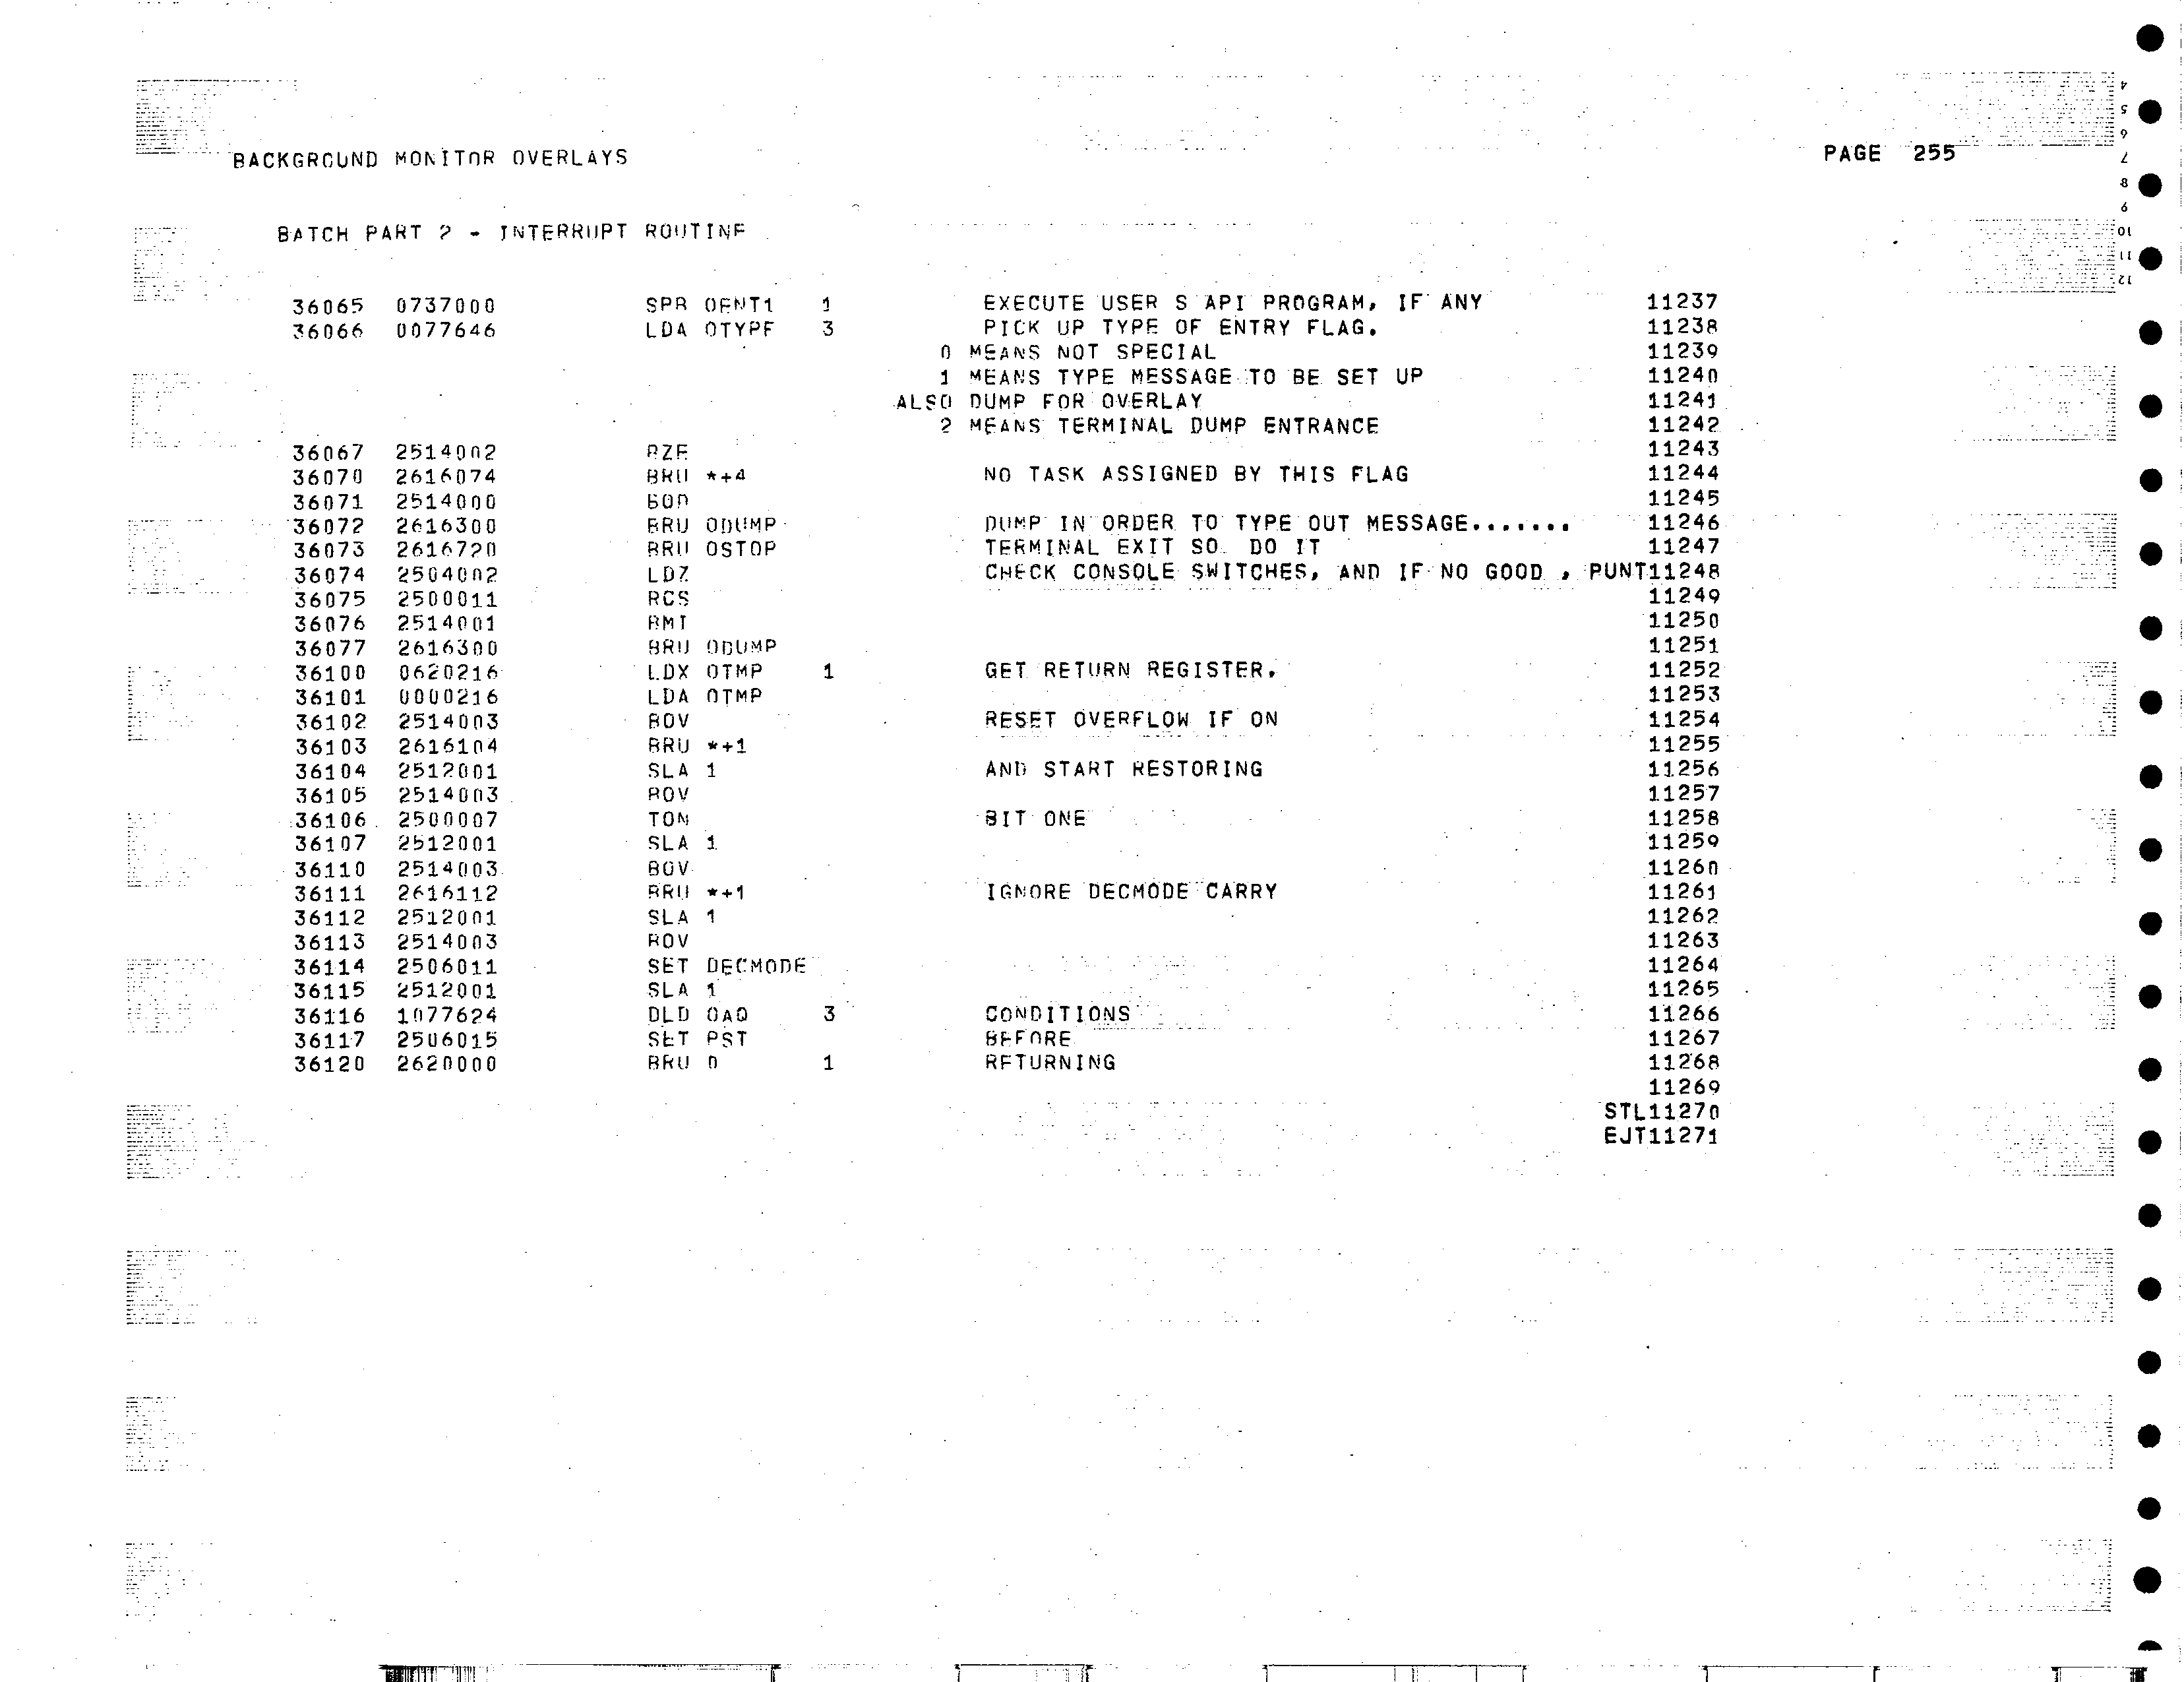 BACKGROUND MONITOR OVERLAYS PAGE 255
BATCH PART 2 - INTERRUPT ROUTINE
36065 0737000 SPB OENT1 1 EXECUTE USER S API PROGRAM, IF ANY 11237
36066 0077646 LDA OTYPE 3 PICK UP TYPE OF ENTRY FLAG. 11238
0 MEANS NOT SPECIAL 11239
1 MEANS TYPE MESSAGE TO BE SET UP 11240
ALSO DUMP FOR OVERLAY 11241
2 MEANS TERMINAL DUMP ENTRANCE 11242
36067 2514002 BZE 11243
36070 2616074 BRU *+4 NO TASK ASSIGNED BY THIS FLAG 11244
36071 2514000 BOD 11245
36072 2616300 BRU ODUMP DUMP IN ORDER TO TYPE OUT MESSAGE....... 11246
36073 2616720 BRU OSTOP TERMINAL EXIT SO DO IT 11247
36074 2504002 LDZ CHECK CONSOLE SWITCHES, AND IF NO GOOD , PUNT11248
36075 2500011 RCS 11249
36076 2514001 BMI 11250
36077 2616300 BRU ODUMP 11251
36100 0620216 LDX OTMP 1 GET RETURN REGISTER. 11252
36101 0000216 LDA OTMP 11253
36102 2514003 BOV RESET OVERFLOW IF ON 11254
36103 2616104 BRU *+1 11255
36104 2512001 SLA 1 AND START RESTORING 11256
36105 2514003 BOV 11257
36106 2500007 TON BIT ONE 11258
36107 2512001 SLA 1 11259
36110 2514003 BOV 11260
36111 2616112 BRU *+1 IGNORE DECMODE CARRY 11261
36112 2512001 SLA 1 11262
36113 2514003 BOV 11263
36114 2506011 SET DECMODE 11264
36115 2512001 SLA 1 11265
36116 1077624 DLD OAQ 3 CONDITIONS 11266
36117 2506015 SET PST BEFORE 11267
36120 2620000 BRU 0 1 RETURNING 11268
11269
STL11270
EJT11271
4
5
6
7
8
9
10
11
12